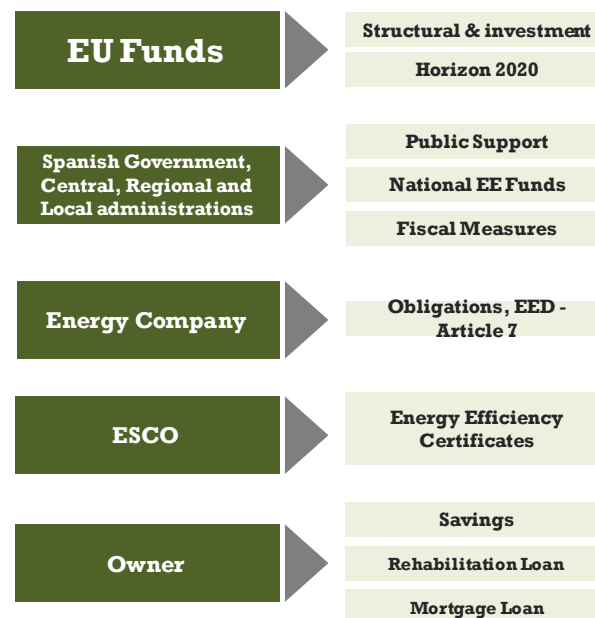 EU Funds
Structural & investment
Horizon 2020
Spanish Government,
Central, Regional and
Local administrations
Public Support
National EE Funds
Fiscal Measures
Energy Company
Obligations, EED -
Article 7
ESCO
Energy Efficiency
Certificates
Owner
Savings
Rehabilitation Loan
Mortgage Loan